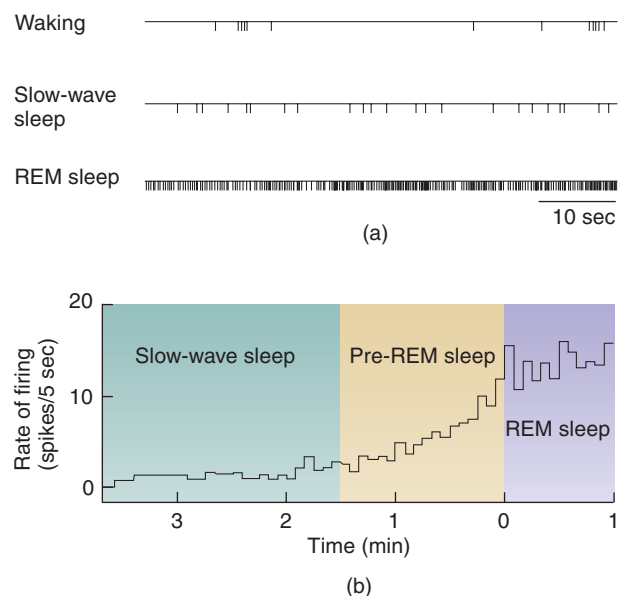 Waking
Slow-wave
sleep
REM sleep
10 sec
(a)
20
10
0
Rate of firing
(spikes/5 sec)
Slow-wave sleep
Pre-REM sleep
REM sleep
3
2
1
0
1
Time (min)
(b)